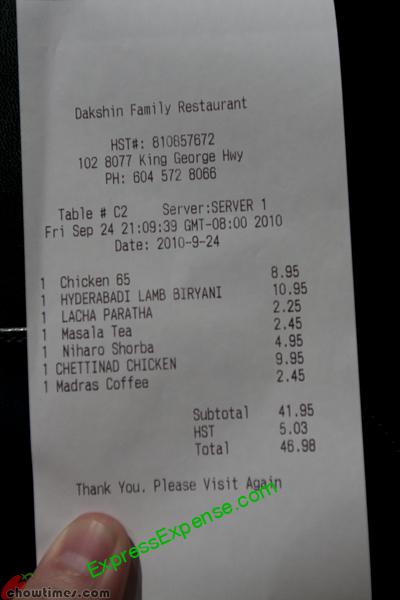 Dakshin Family Restaurant
HST#: 810857672
102 8077 King George Hwy
PH: 604 572 8066
Table # C2 Server:SERVER 1
Fri Sep 24 21:09:39 GMT-08:00 2010
Date: 2010-9-24
1 Chicken 65 8.95
1 HYDERABADI LAMB BIRYANI 10.95
1 LACHA PARATHA 2.25
1 Masala Tea 2.45
1 Niharo Shorba 4.95
1 CHETTINAD CHICKEN 9.95
1 Madras Coffee 2.45
Subtotal 41.95
HST 5.03
Total 46.98
Thank You, Please Visit Again
ExpressExpense.com
chowtimes.com